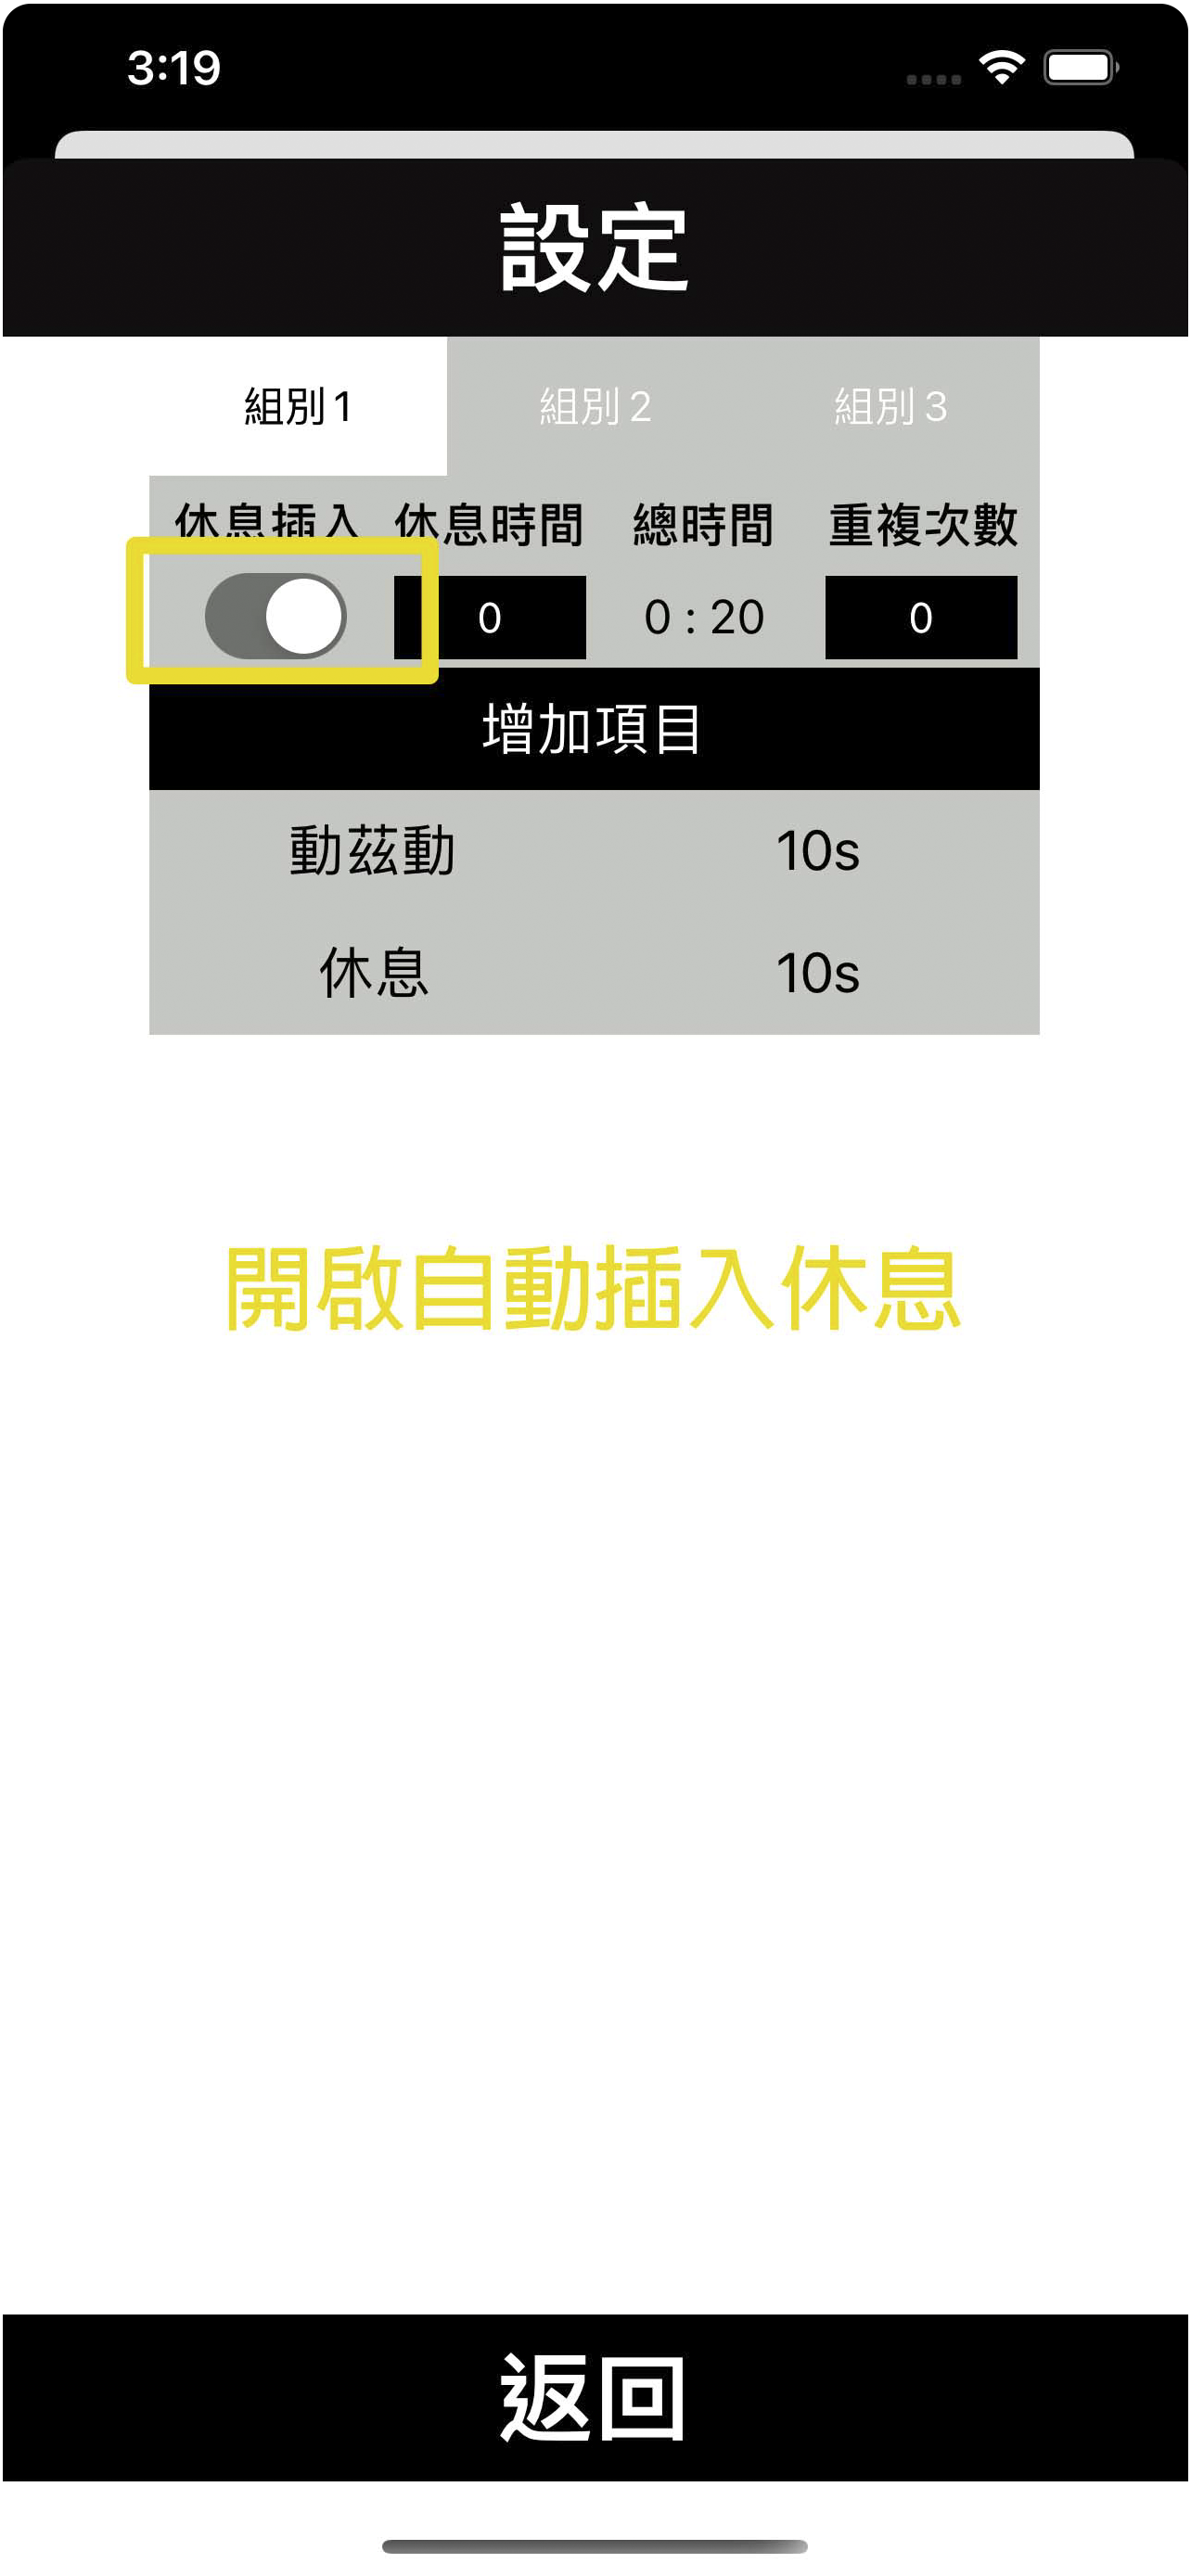 3:19
設定
組別 1 組別 2 組別 3
休息插入 休息時間 總時間 重複次數
0 0 : 20 0
增加項目
動茲動 10s
休息 10s
開啟自動插入休息
返回